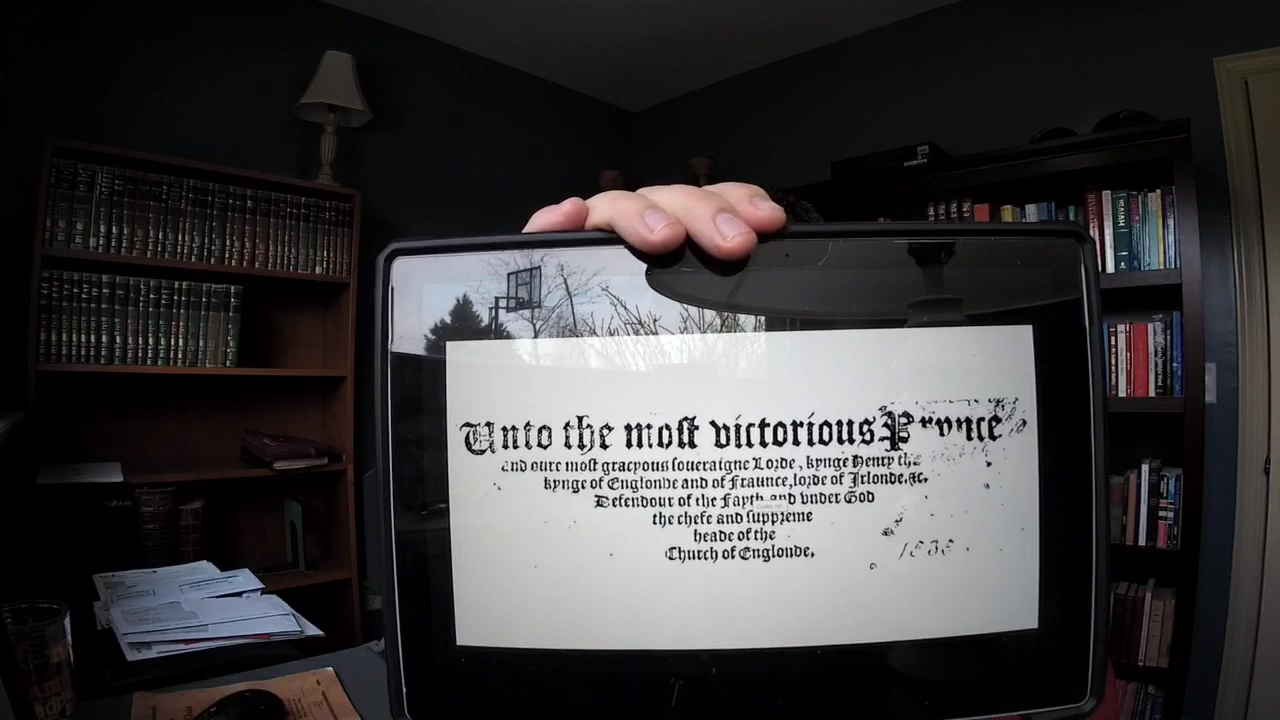 Unto the most victorious Prynce
and oure most gracyous soueraigne Lorde, kynge Henry the
kynge of Englonde and of Fraunce, lorde of Irlonde. &c.
Defendour of the Fayth and vnder God
the chefe and suppreme
heade of the
Church of Englonde.
ISAIAH